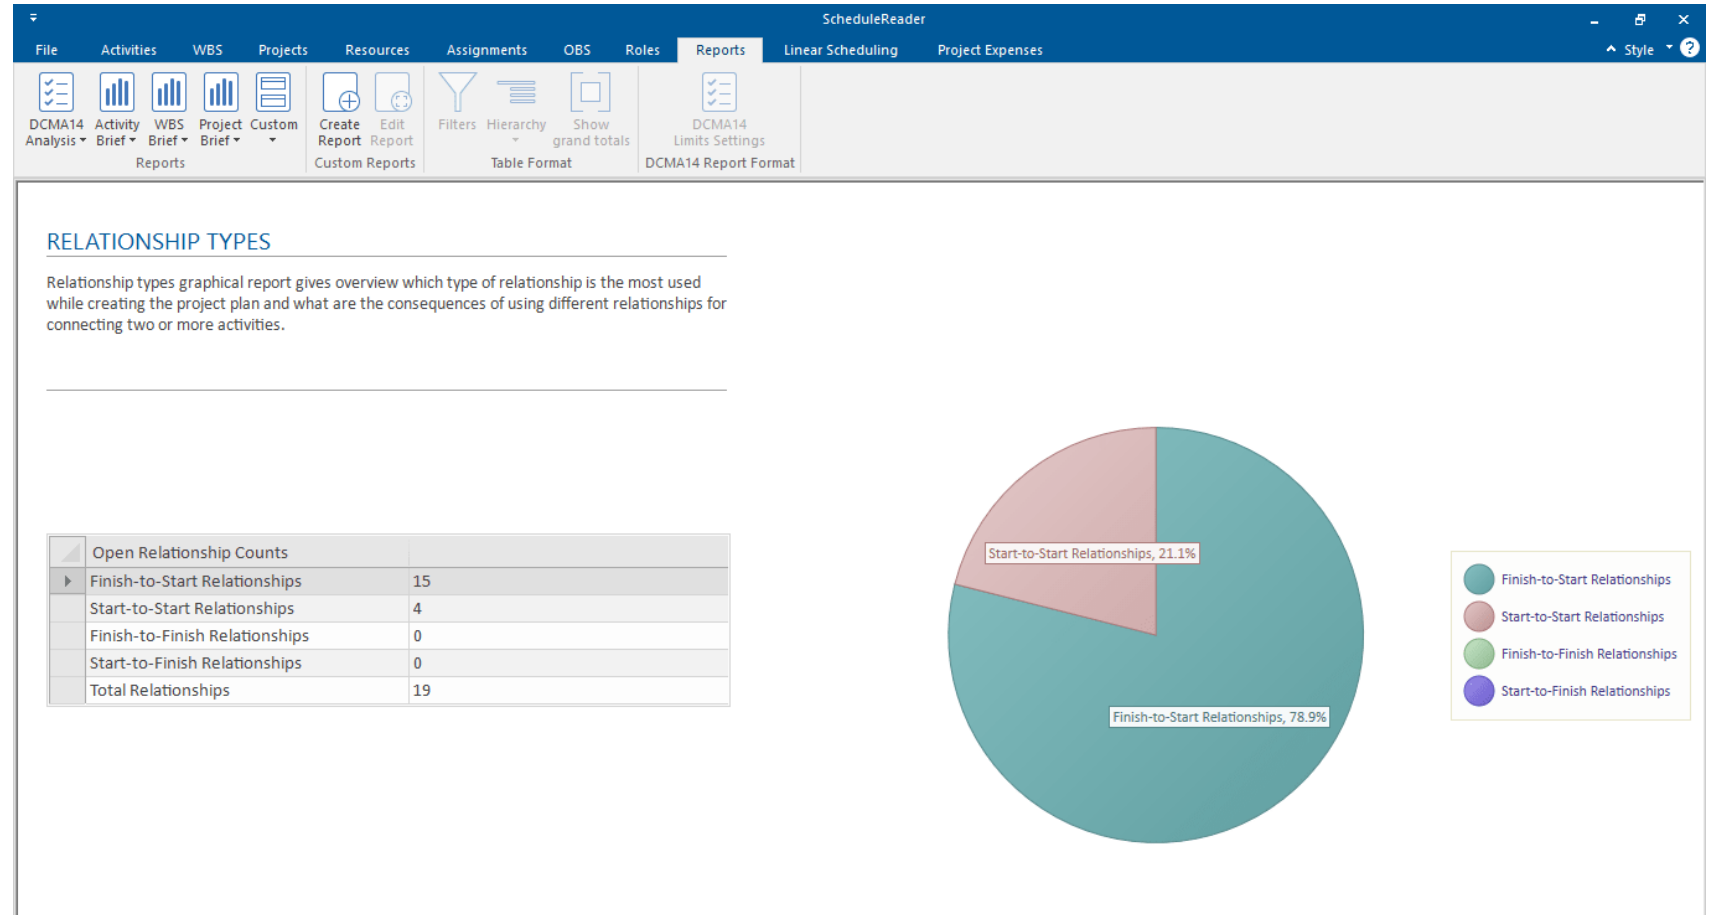 ScheduleReader
File Activities WBS Projects Resources Assignments OBS Roles Reports Linear Scheduling Project Expenses Style ?
DCMA14 Analysis
Activity Brief
WBS Brief
Project Brief
Custom
Reports
Create Report
Edit Report
Custom Reports
Filters
Hierarchy
Show grand totals
Table Format
DCMA14 Limits Settings
DCMA14 Report Format
RELATIONSHIP TYPES
Relationship types graphical report gives overview which type of relationship is the most used
while creating the project plan and what are the consequences of using different relationships for
connecting two or more activities.
Open Relationship Counts
Finish-to-Start Relationships 15
Start-to-Start Relationships 4
Finish-to-Finish Relationships 0
Start-to-Finish Relationships 0
Total Relationships 19
Start-to-Start Relationships, 21.1%
Finish-to-Start Relationships, 78.9%
Finish-to-Start Relationships
Start-to-Start Relationships
Finish-to-Finish Relationships
Start-to-Finish Relationships